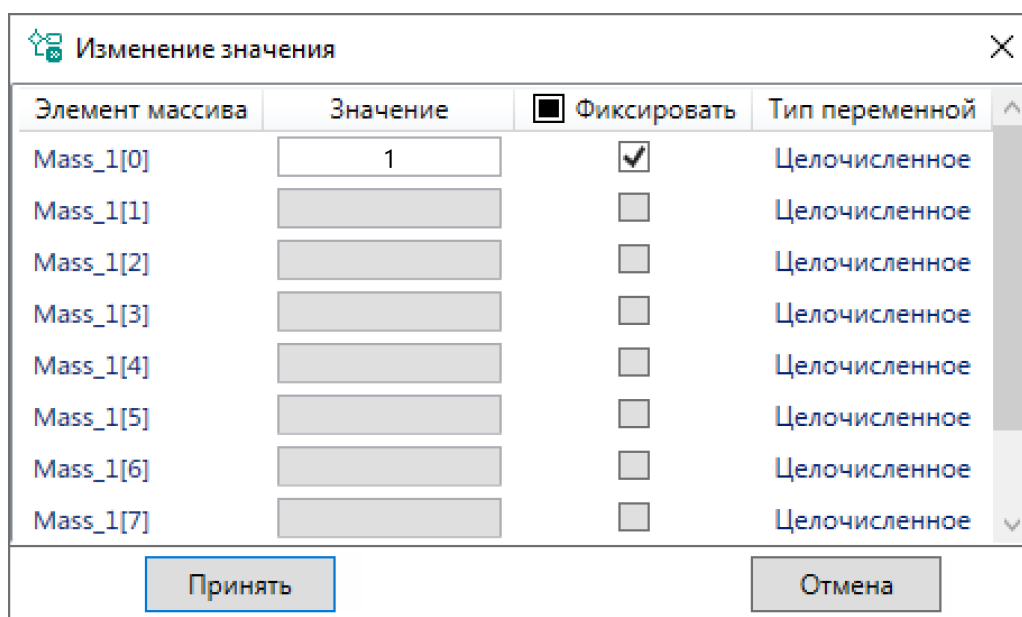 Изменение значения
Элемент массива Значение Фиксировать Тип переменной
Mass_1[0] 1 Целочисленное
Mass_1[1] Целочисленное
Mass_1[2] Целочисленное
Mass_1[3] Целочисленное
Mass_1[4] Целочисленное
Mass_1[5] Целочисленное
Mass_1[6] Целочисленное
Mass_1[7] Целочисленное
Принять Отмена